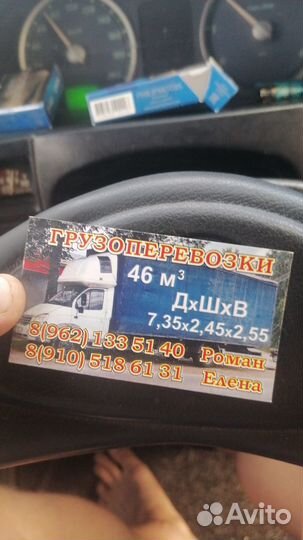 ГРУЗОПЕРЕВОЗКИ
46 м³
ДхШхВ
7,35х2,45х2,55
8(962) 133 51 40 Роман
8(910) 518 61 31 Елена
Avito